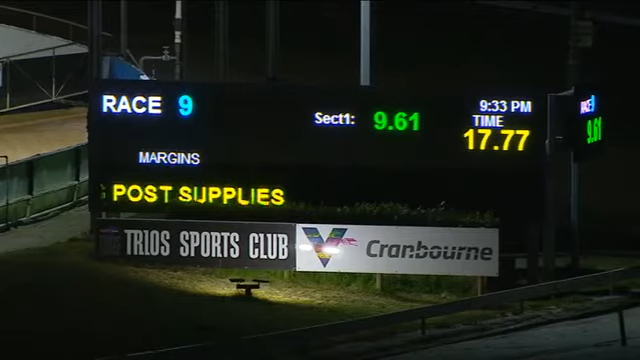 RACE 9
Sect1: 9.61
9:33 PM
TIME
17.77
MARGINS
POST SUPPLIES
TRIOS SPORTS CLUB
Cranbourne
RACE
9.61